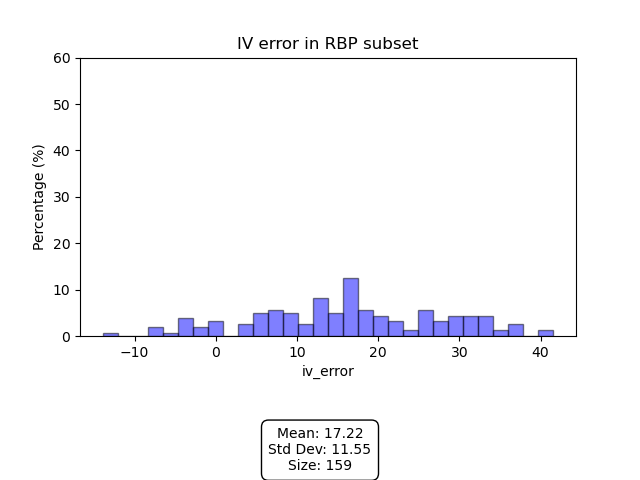 IV error in RBP subset
60
50
40
30
20
10
0
Percentage (%)
−10
0
10
20
30
40
iv_error
Mean: 17.22
Std Dev: 11.55
Size: 159